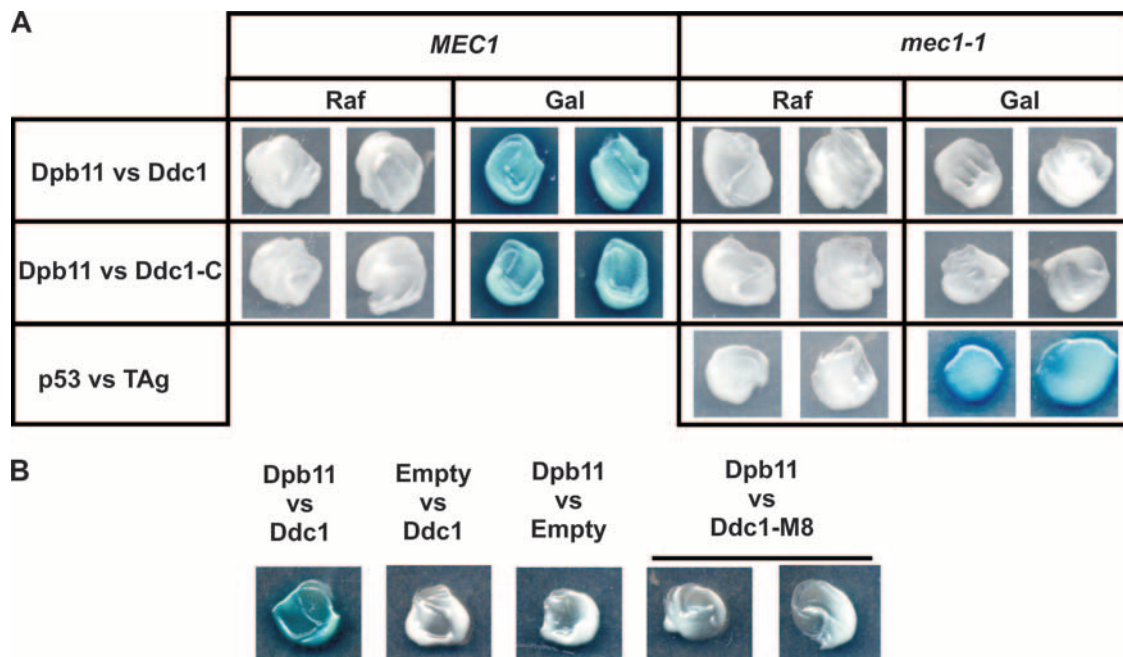 A
MEC1 mec1-1
Raf Gal Raf Gal
Dpb11 vs Ddc1
Dpb11 vs Ddc1-C
p53 vs TAg
B
Dpb11 vs Ddc1
Empty vs Ddc1
Dpb11 vs Empty
Dpb11 vs Ddc1-M8